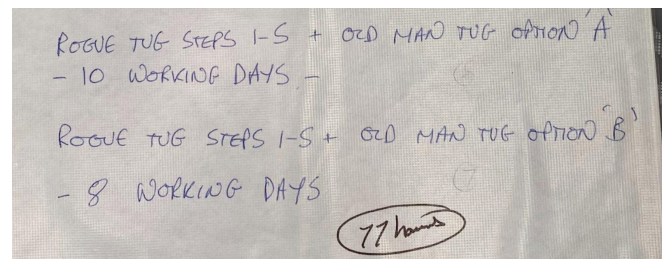 ROGUE TUG STEPS 1-5 + OLD MAN TUG OPTION 'A'
- 10 WORKING DAYS -
ROGUE TUG STEPS 1-5 + OLD MAN TUG OPTION 'B'
- 8 WORKING DAYS
77 hours